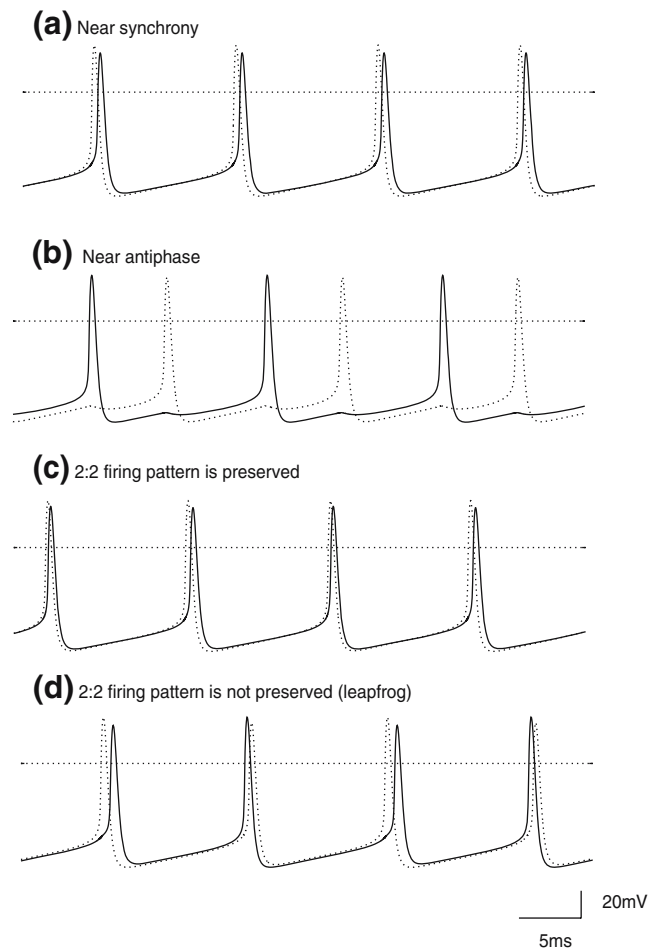 (a) Near synchrony
(b) Near antiphase
(c) 2:2 firing pattern is preserved
(d) 2:2 firing pattern is not preserved (leapfrog)
20mV
5ms